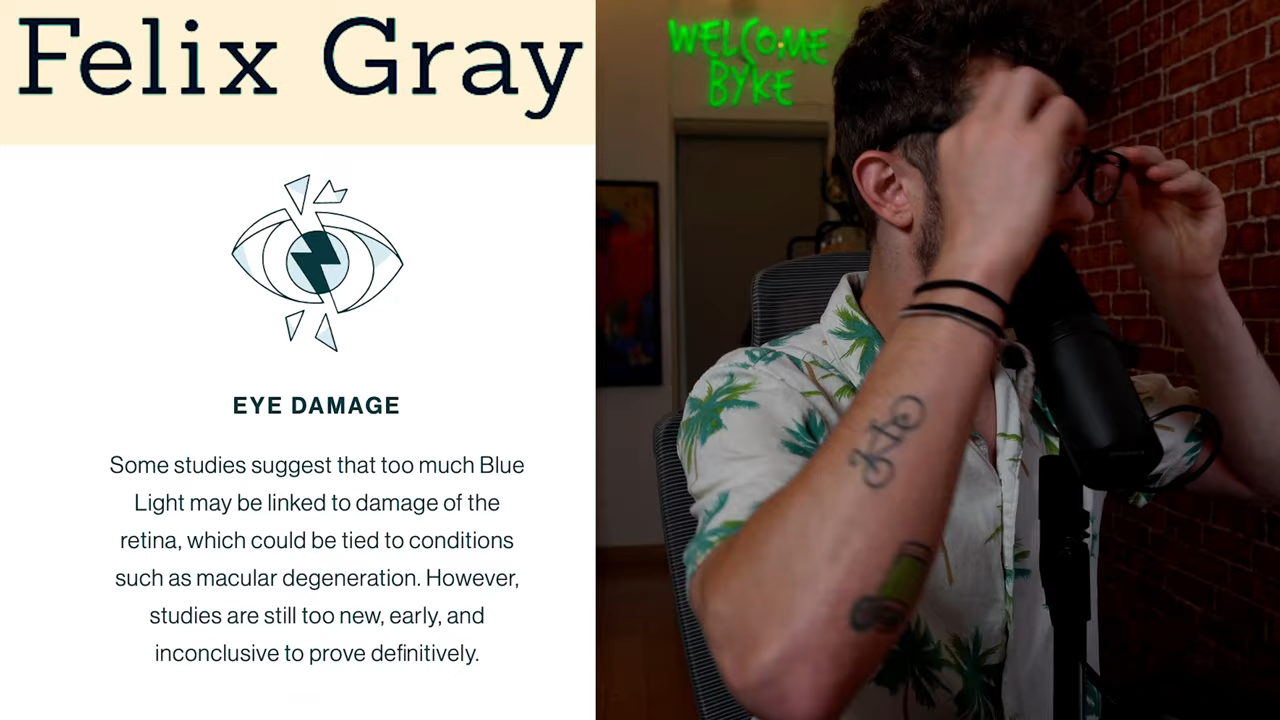 Felix Gray
EYE DAMAGE
Some studies suggest that too much Blue
Light may be linked to damage of the
retina, which could be tied to conditions
such as macular degeneration. However,
studies are still too new, early, and
inconclusive to prove definitively.
WELCOME
BYKE